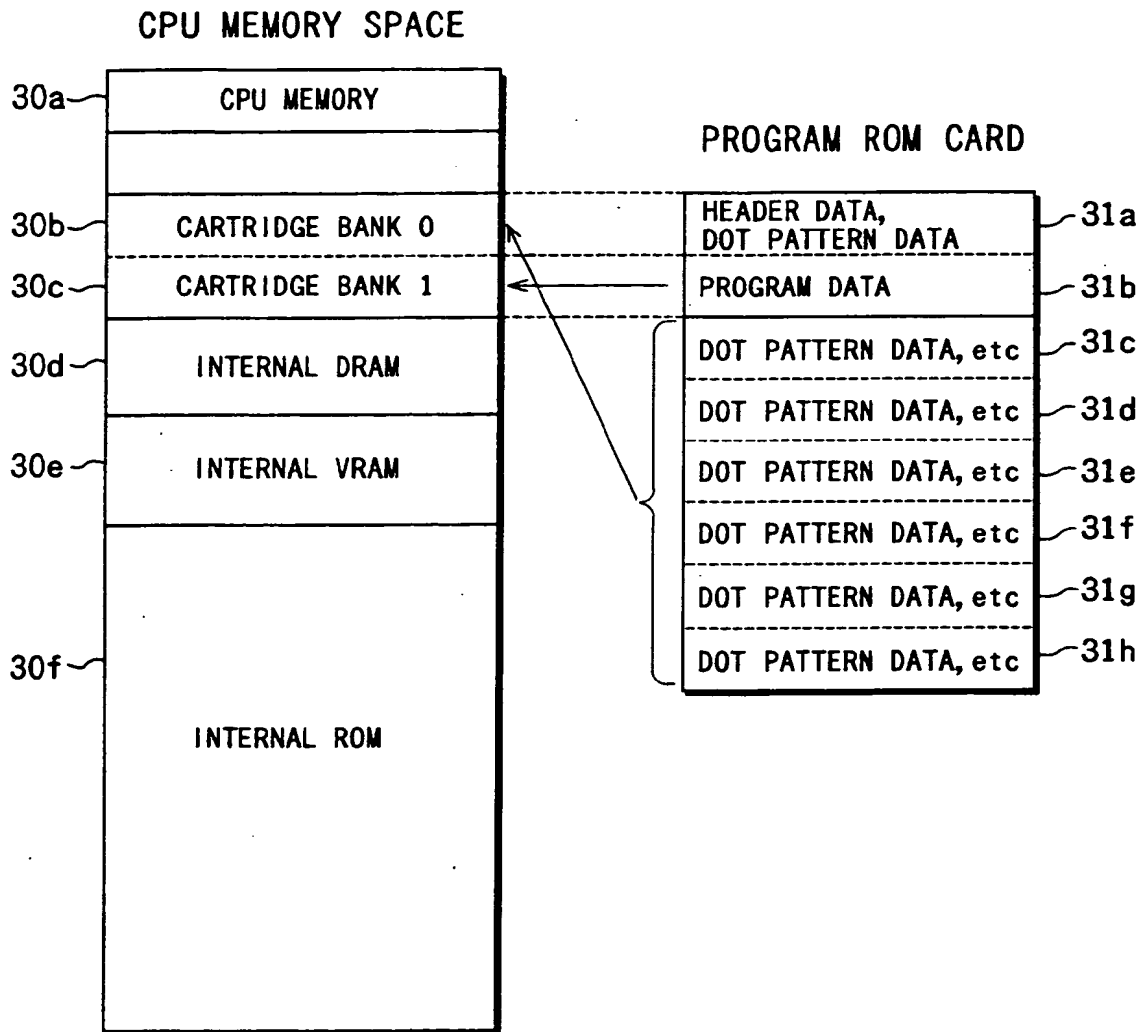 CPU MEMORY SPACE
30a
CPU MEMORY
PROGRAM ROM CARD
30b
CARTRIDGE BANK 0
HEADER DATA,
DOT PATTERN DATA
31a
30c
CARTRIDGE BANK 1
PROGRAM DATA
31b
30d
INTERNAL DRAM
DOT PATTERN DATA, etc
31c
DOT PATTERN DATA, etc
31d
30e
INTERNAL VRAM
DOT PATTERN DATA, etc
31e
DOT PATTERN DATA, etc
31f
DOT PATTERN DATA, etc
31g
30f
DOT PATTERN DATA, etc
31h
INTERNAL ROM